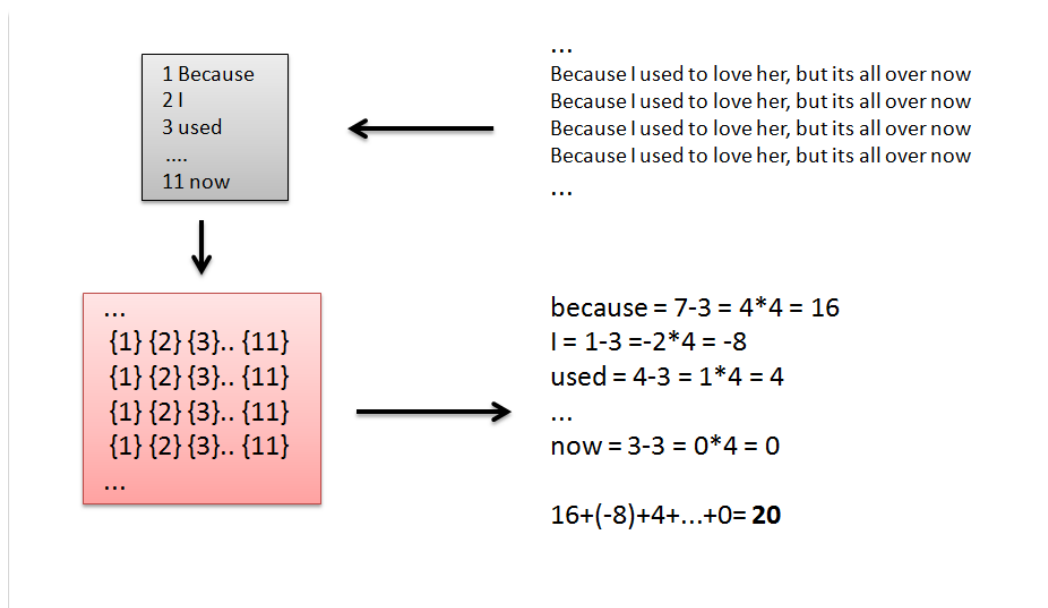 ...
Because I used to love her, but its all over now
Because I used to love her, but its all over now
Because I used to love her, but its all over now
Because I used to love her, but its all over now
...
1 Because
2 I
3 used
....
11 now
...
{1} {2} {3}.. {11}
{1} {2} {3}.. {11}
{1} {2} {3}.. {11}
{1} {2} {3}.. {11}
...
because = 7-3 = 4*4 = 16
I = 1-3 =-2*4 = -8
used = 4-3 = 1*4 = 4
...
now = 3-3 = 0*4 = 0
16+(-8)+4+...+0= 20